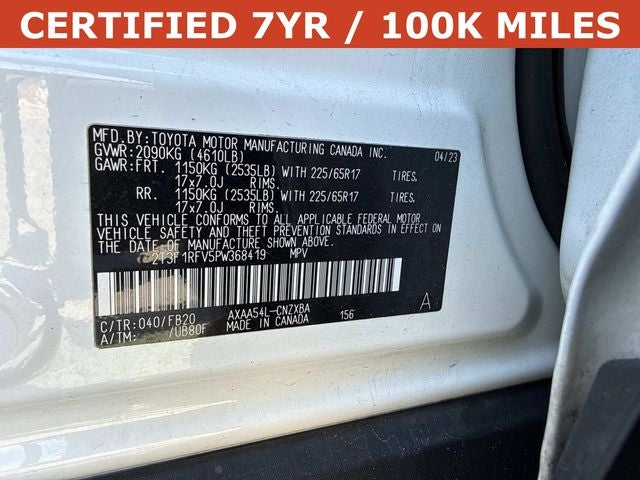 CERTIFIED 7YR / 100K MILES
MFD. BY: TOYOTA MOTOR MANUFACTURING CANADA INC. 04/23
GVWR: 2090KG (4610LB)
GAWR: FRT. 1150KG (2535LB) WITH 225/65R17 TIRES.
17x7.0J RIMS.
RR. 1150KG (2535LB) WITH 225/65R17 TIRES.
17x7.0J RIMS.
THIS VEHICLE CONFORMS TO ALL APPLICABLE FEDERAL MOTOR
VEHICLE SAFETY AND THEFT PREVENTION STANDARDS IN EFFECT
ON THE DATE OF MANUFACTURE SHOWN ABOVE.
2T3F1RFV5PW368419 MPV
C/TR: 040/FB20 AXAA54L-CNZXBA 156 A
A/TM: /UB80F MADE IN CANADA